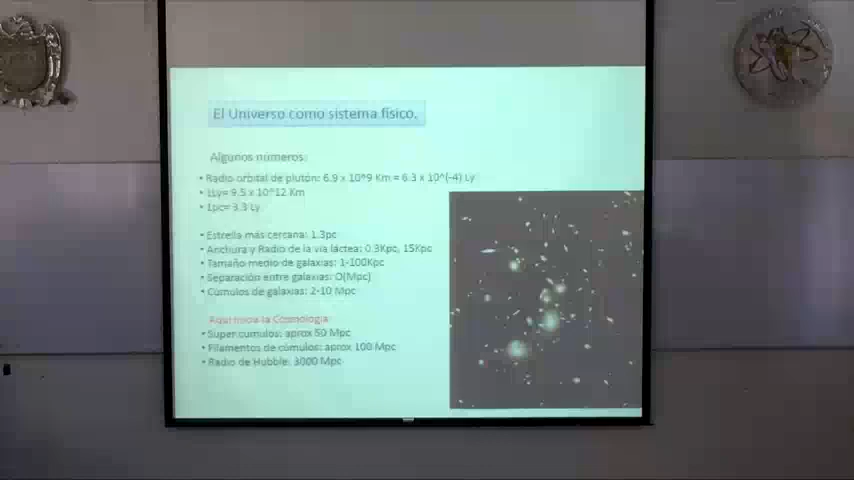 El Universo como sistema físico.
Algunos números:
• Radio orbital de plutón: 6.9 x 10^9 Km = 6.3 x 10^(-4) Ly
• 1Ly= 9.5 x 10^12 Km
• 1pc= 3.3 Ly
• Estrella más cercana: 1.3pc
• Anchura y Radio de la vía láctea: 0.3Kpc, 15Kpc
• Tamaño medio de galaxias: 1-100Kpc
• Separación entre galaxias: O(Mpc)
• Cúmulos de galaxias: 2-10 Mpc
Aquí inicia la Cosmología
• Super cúmulos: aprox 50 Mpc
• Filamentos de cúmulos: aprox 100 Mpc
• Radio de Hubble: 3000 Mpc